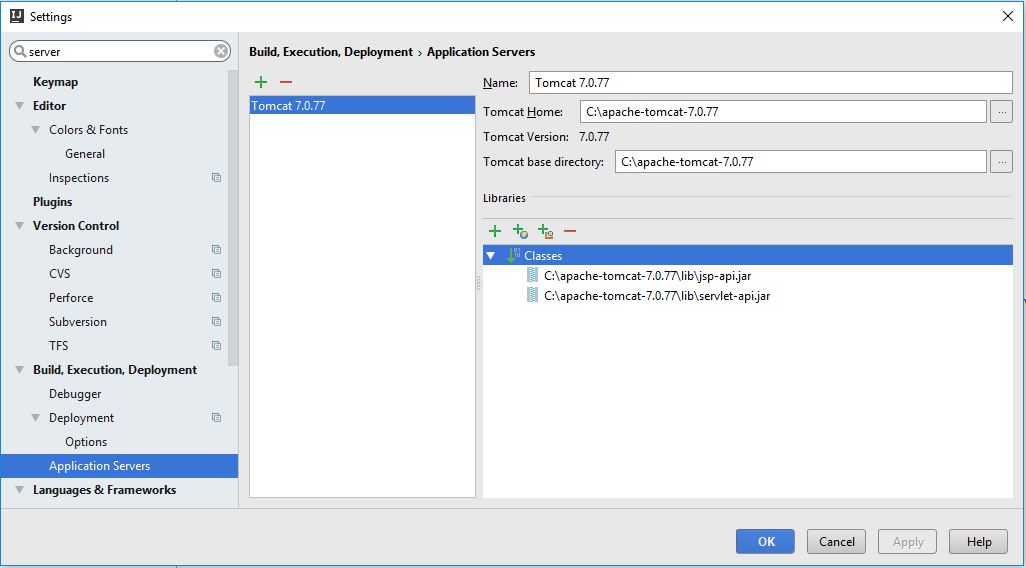 IJ Settings
server
Keymap
Editor
Colors & Fonts
General
Inspections
Plugins
Version Control
Background
CVS
Perforce
Subversion
TFS
Build, Execution, Deployment
Debugger
Deployment
Options
Application Servers
Languages & Frameworks
Build, Execution, Deployment › Application Servers
Tomcat 7.0.77
Name: Tomcat 7.0.77
Tomcat Home: C:\apache-tomcat-7.0.77 ...
Tomcat Version: 7.0.77
Tomcat base directory: C:\apache-tomcat-7.0.77 ...
Libraries
Classes
C:\apache-tomcat-7.0.77\lib\jsp-api.jar
C:\apache-tomcat-7.0.77\lib\servlet-api.jar
OK Cancel Apply Help